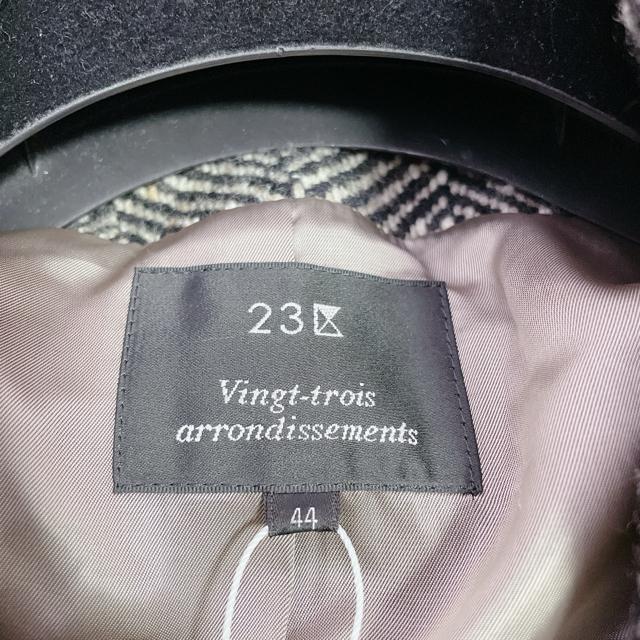 23区
Vingt-trois
arrondissements
44